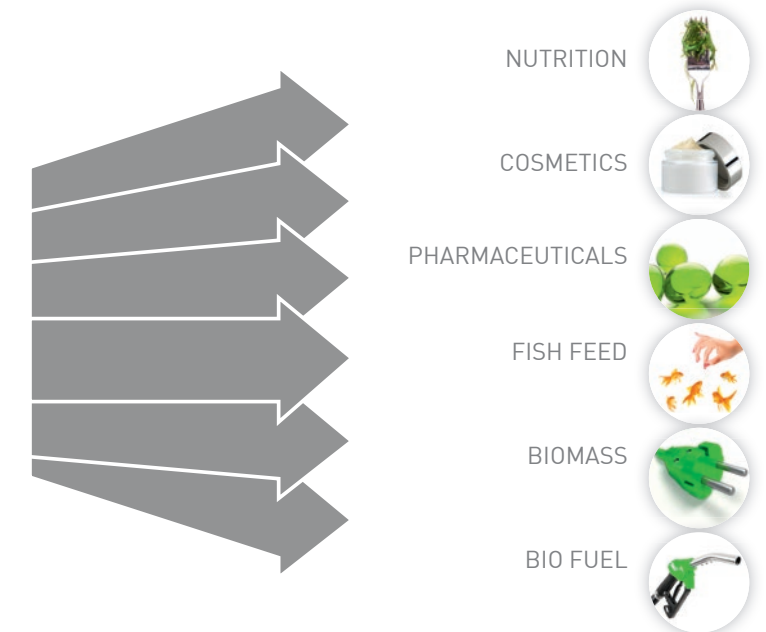 NUTRITION
COSMETICS
PHARMACEUTICALS
FISH FEED
BIOMASS
BIO FUEL